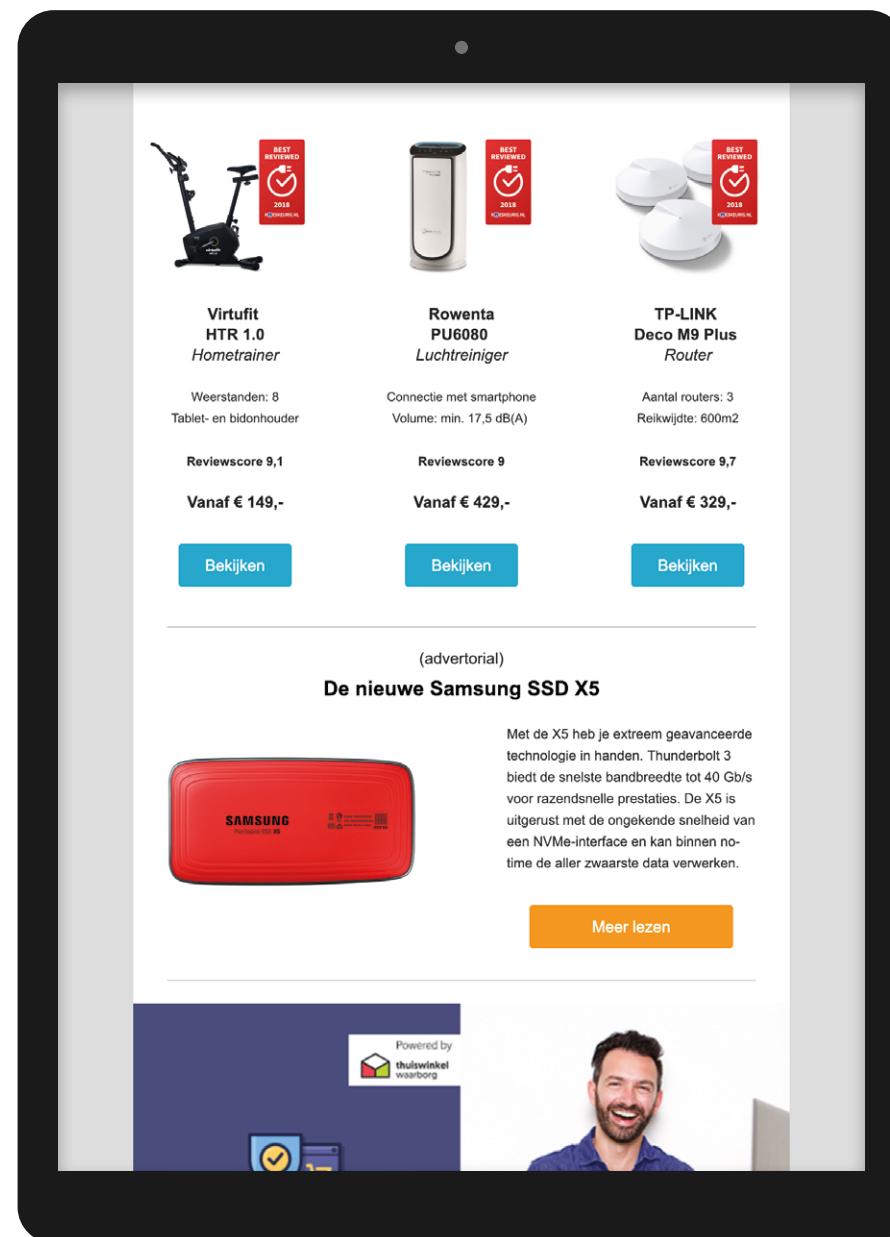 BEST
REVIEWED
2018
BEST
REVIEWED
2018
BEST
REVIEWED
2018
virtufit
Virtufit
HTR 1.0
Hometrainer
Weerstanden: 8
Tablet- en bidonhouder
Reviewscore 9,1
Vanaf € 149,-
Bekijken
Rowenta
PU6080
Luchtreiniger
Connectie met smartphone
Volume: min. 17,5 dB(A)
Reviewscore 9
Vanaf € 429,-
Bekijken
TP-LINK
Deco M9 Plus
Router
Aantal routers: 3
Reikwijdte: 600m2
Reviewscore 9,7
Vanaf € 329,-
Bekijken
(advertorial)
De nieuwe Samsung SSD X5
SAMSUNG
Portable SSD X5
Met de X5 heb je extreem geavanceerde
technologie in handen. Thunderbolt 3
biedt de snelste bandbreedte tot 40 Gb/s
voor razendsnelle prestaties. De X5 is
uitgerust met de ongekende snelheid van
een NVMe-interface en kan binnen no-
time de aller zwaarste data verwerken.
Meer lezen
Powered by
thuiswinkel
waarborg